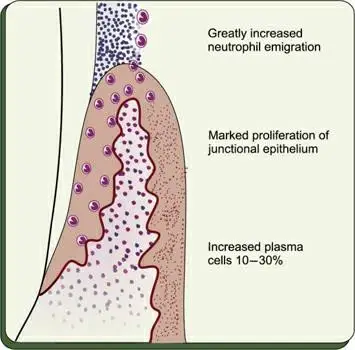 Greatly increased
neutrophil emigration
Marked proliferation of
junctional epithelium
Increased plasma
cells 10–30%